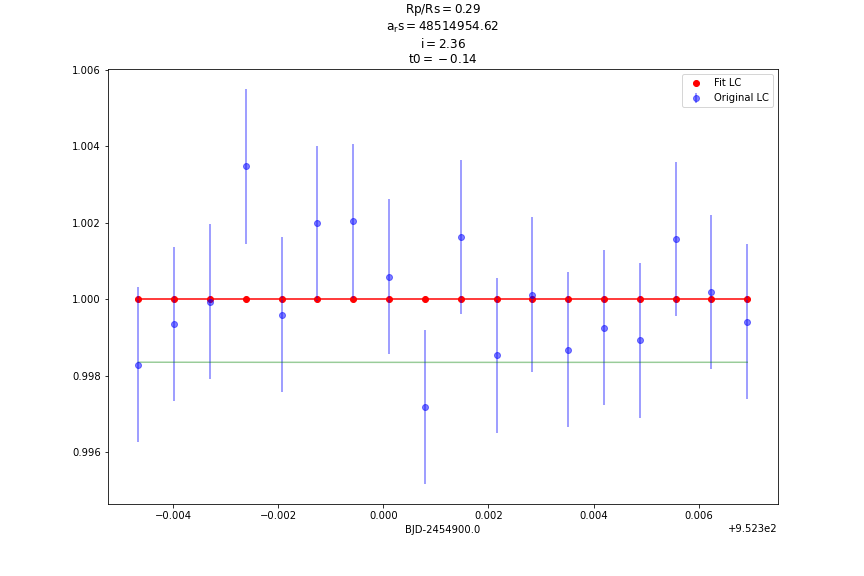 Rp/Rs = 0.29
a_rs = 48514954.62
i = 2.36
t0 = −0.14
Fit LC
Original LC
1.006
1.004
1.002
1.000
0.998
0.996
−0.004 −0.002 0.000 0.002 0.004 0.006
BJD-2454900.0
+9.523e2